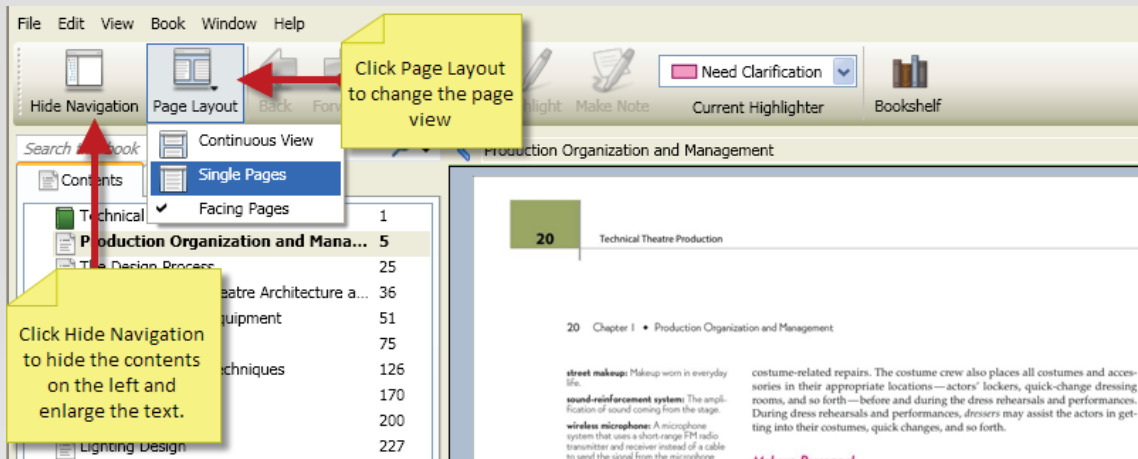 File Edit View Book Window Help
Click Page Layout
to change the page
view
Need Clarification
Hide Navigation Page Layout Back Make Note Current Highlighter Bookshelf
Continuous View
Single Pages
Facing Pages
Search book
Production Organization and Management
Contents
Technical 1
Production Organization and Mana... 5
The Design Process 25
eatre Architecture a... 36
51
75
126
170
200
Lighting Design 227
Click Hide Navigation
to hide the contents
on the left and
enlarge the text.
20 Technical Theatre Production
20 Chapter 1 • Production Organization and Management
street makeup: Makeup worn in everyday
life.
sound-reinforcement system: The ampli-
fication of sound coming from the stage.
wireless microphone: A microphone
system that uses a short-range FM radio
transmitter and receiver instead of a cable
to send the signal from the microphone
costume-related repairs. The costume crew also places all costumes and acces-
sories in their appropriate locations—actors' lockers, quick-change dressing
rooms, and so forth—before and during the dress rehearsals and performances.
During dress rehearsals and performances, dressers may assist the actors in get-
ting into their costumes, quick changes, and so forth.